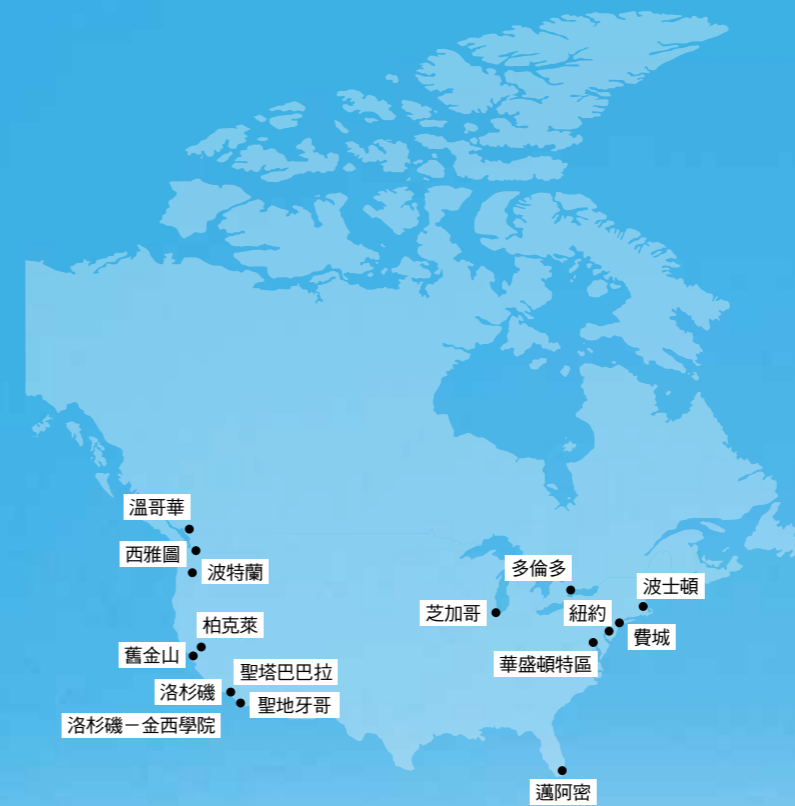 溫哥華
西雅圖
波特蘭
多倫多
波士頓
芝加哥
紐約
柏克萊
費城
舊金山
華盛頓特區
聖塔巴巴拉
洛杉磯
聖地牙哥
洛杉磯－金西學院
邁阿密